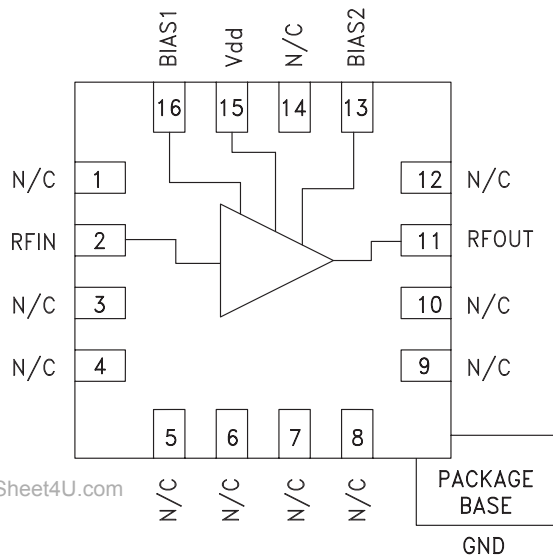 BIAS1
Vdd
N/C
BIAS2
16
15
14
13
N/C 1
12 N/C
RFIN 2
11 RFOUT
N/C 3
10 N/C
N/C 4
9 N/C
5
6
7
8
N/C
N/C
N/C
N/C
Sheet4U.com
PACKAGE
BASE
GND